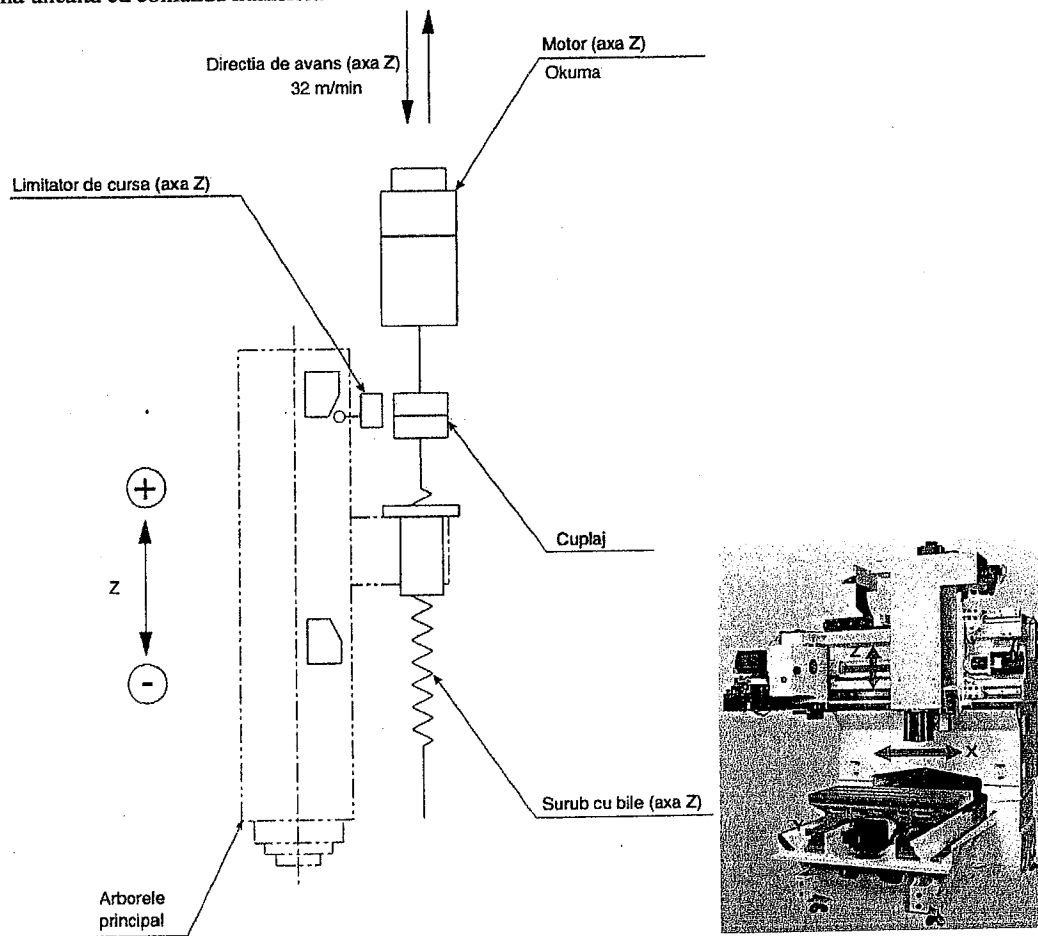 Directia de avans (axa Z)
32 m/min
Motor (axa Z)
Okuma
Limitator de cursa (axa Z)
+
Z
-
Cuplaj
Surub cu bile (axa Z)
Arborele
principal
Z
X
Y